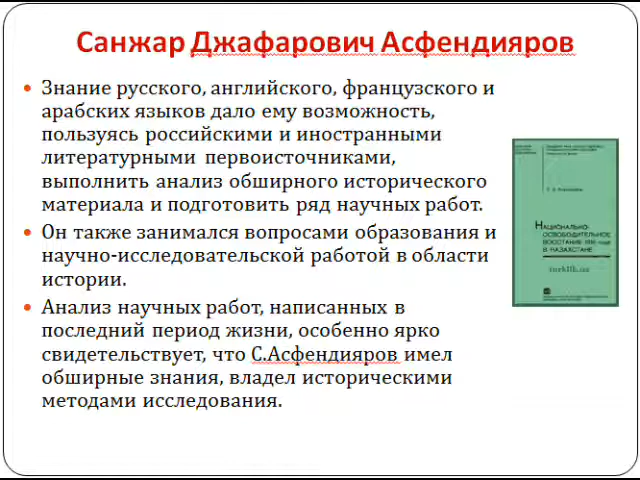 Санжар Джафарович Асфендияров
Знание русского, английского, французского и
арабских языков дало ему возможность,
пользуясь российскими и иностранными
литературными первоисточниками,
выполнить анализ обширного исторического
материала и подготовить ряд научных работ.
Он также занимался вопросами образования и
научно-исследовательской работой в области
истории.
Анализ научных работ, написанных в
последний период жизни, особенно ярко
свидетельствует, что С.Асфендияров имел
обширные знания, владел историческими
методами исследования.
Национально-
освободительное
восстание 1916 года
в Казахстане